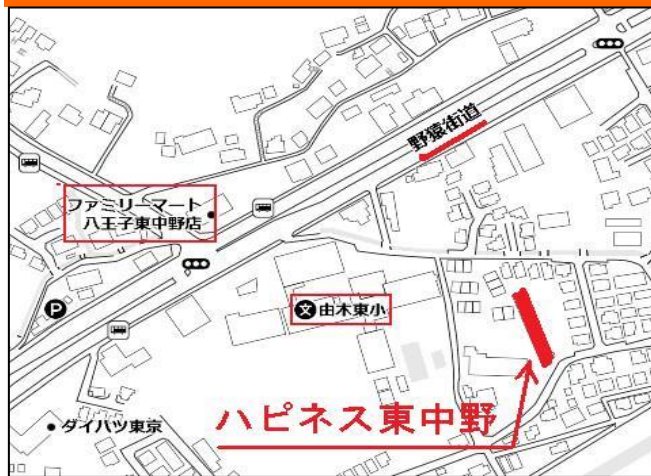 野猿街道
ファミリーマート
八王子東中野店
P
文 由木東小
ハピネス東中野
ダイハツ東京